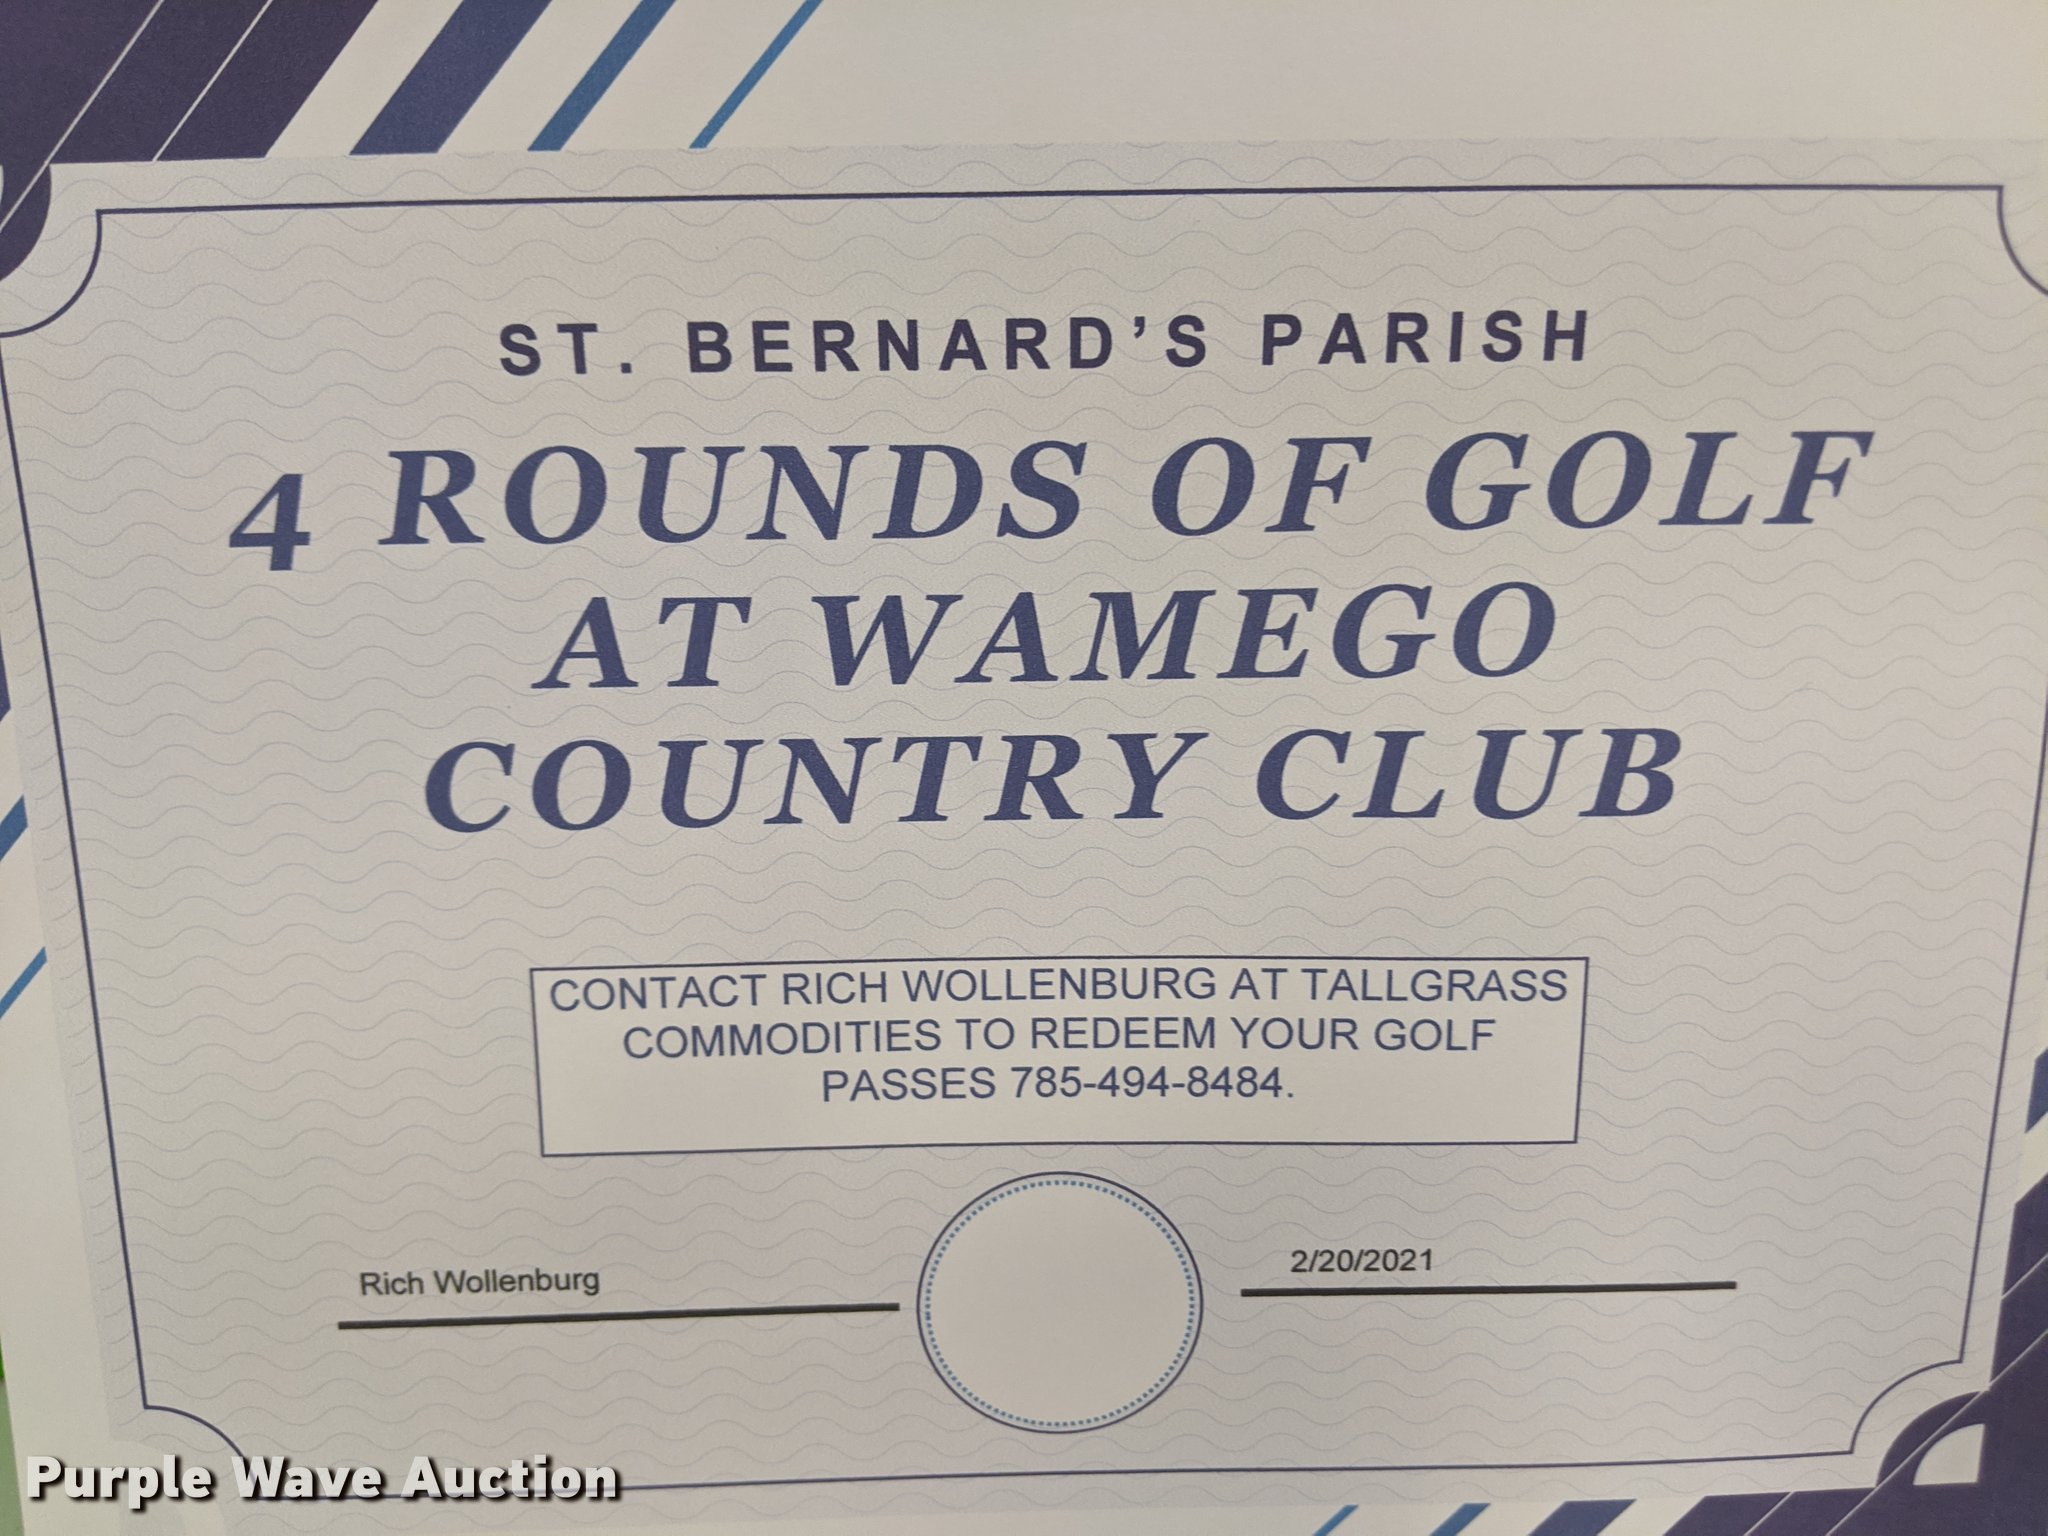 ST. BERNARD'S PARISH
4 ROUNDS OF GOLF
AT WAMEGO
COUNTRY CLUB
CONTACT RICH WOLLENBURG AT TALLGRASS
COMMODITIES TO REDEEM YOUR GOLF
PASSES 785-494-8484.
Rich Wollenburg
2/20/2021
Purple Wave Auction